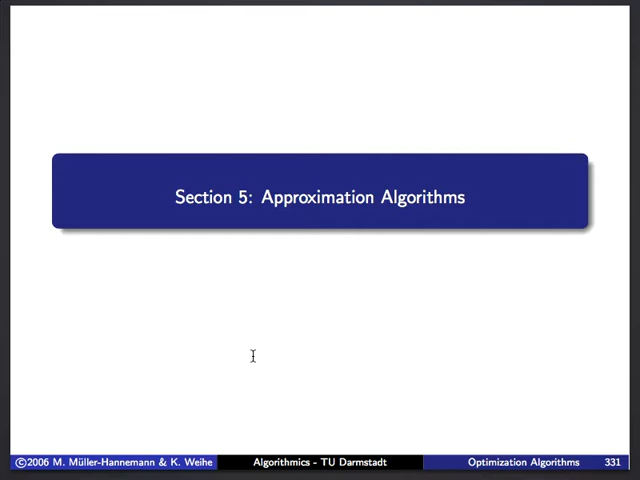 Section 5: Approximation Algorithms
©2006 M. Müller-Hannemann & K. Weihe Algorithmics - TU Darmstadt Optimization Algorithms 331